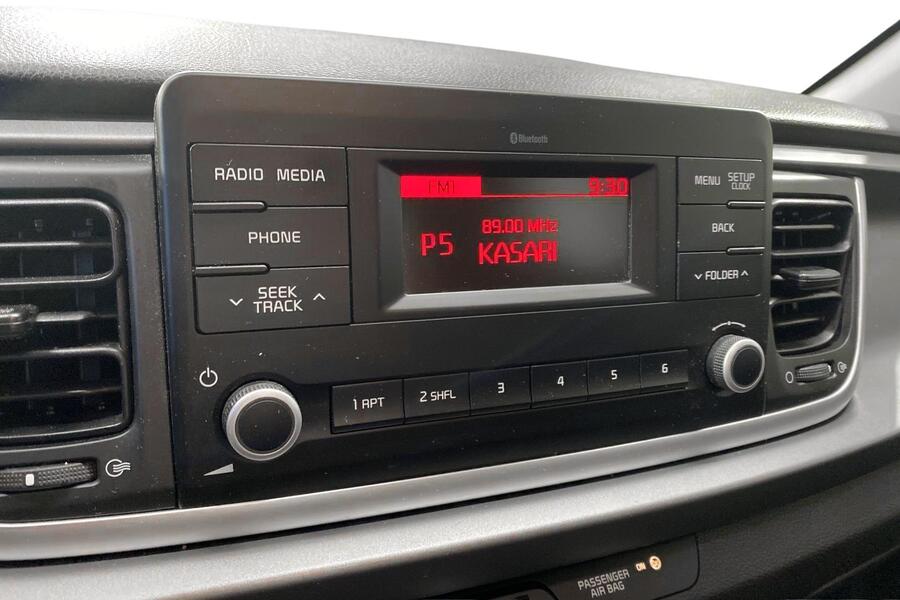 Bluetooth
RADIO MEDIA
PHONE
SEEK
TRACK
FM1 9:30
89.00 MHz
P5 KASARI
MENU SETUP
CLOCK
BACK
FOLDER
1 RPT 2 SHFL 3 4 5 6
PASSENGER
AIR BAG
ON